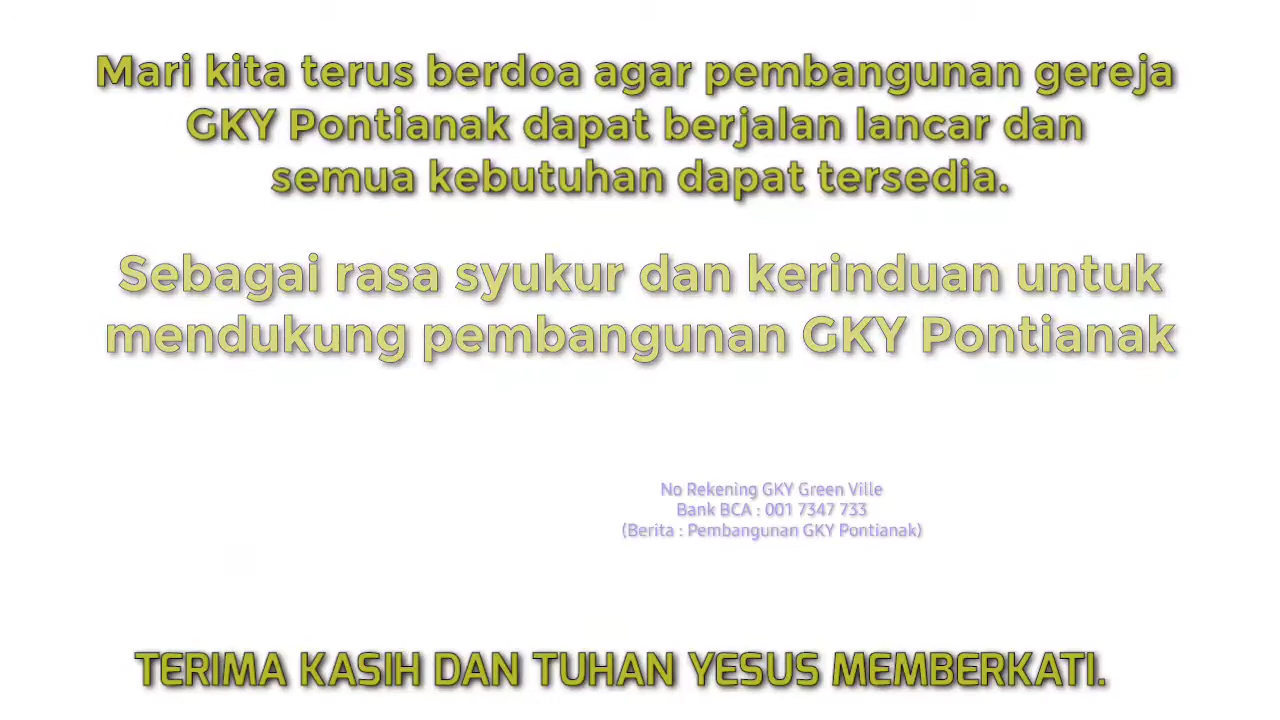 Mari kita terus berdoa agar pembangunan gereja
GKY Pontianak dapat berjalan lancar dan
semua kebutuhan dapat tersedia.
Sebagai rasa syukur dan kerinduan untuk
mendukung pembangunan GKY Pontianak
No Rekening GKY Green Ville
Bank BCA : 001 7347 733
(Berita : Pembangunan GKY Pontianak)
TERIMA KASIH DAN TUHAN YESUS MEMBERKATI.